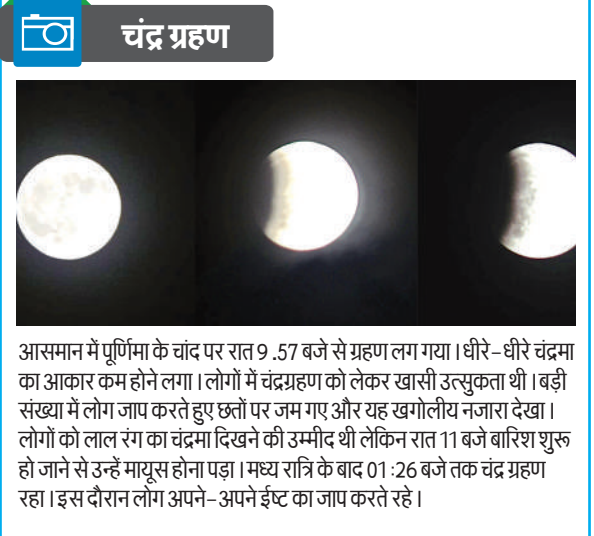 चंद्र ग्रहण
आसमान में पूर्णिमा के चांद पर रात 9 .57 बजे से ग्रहण लग गया । धीरे-धीरे चंद्रमा
का आकार कम होने लगा । लोगों में चंद्रग्रहण को लेकर खासी उत्सुकता थी । बड़ी
संख्या में लोग जाप करते हुए छतों पर जम गए और यह खगोलीय नजारा देखा ।
लोगों को लाल रंग का चंद्रमा दिखने की उम्मीद थी लेकिन रात 11 बजे बारिश शुरू
हो जाने से उन्हें मायूस होना पड़ा । मध्य रात्रि के बाद 01 :26 बजे तक चंद्र ग्रहण
रहा । इस दौरान लोग अपने-अपने ईष्ट का जाप करते रहे ।